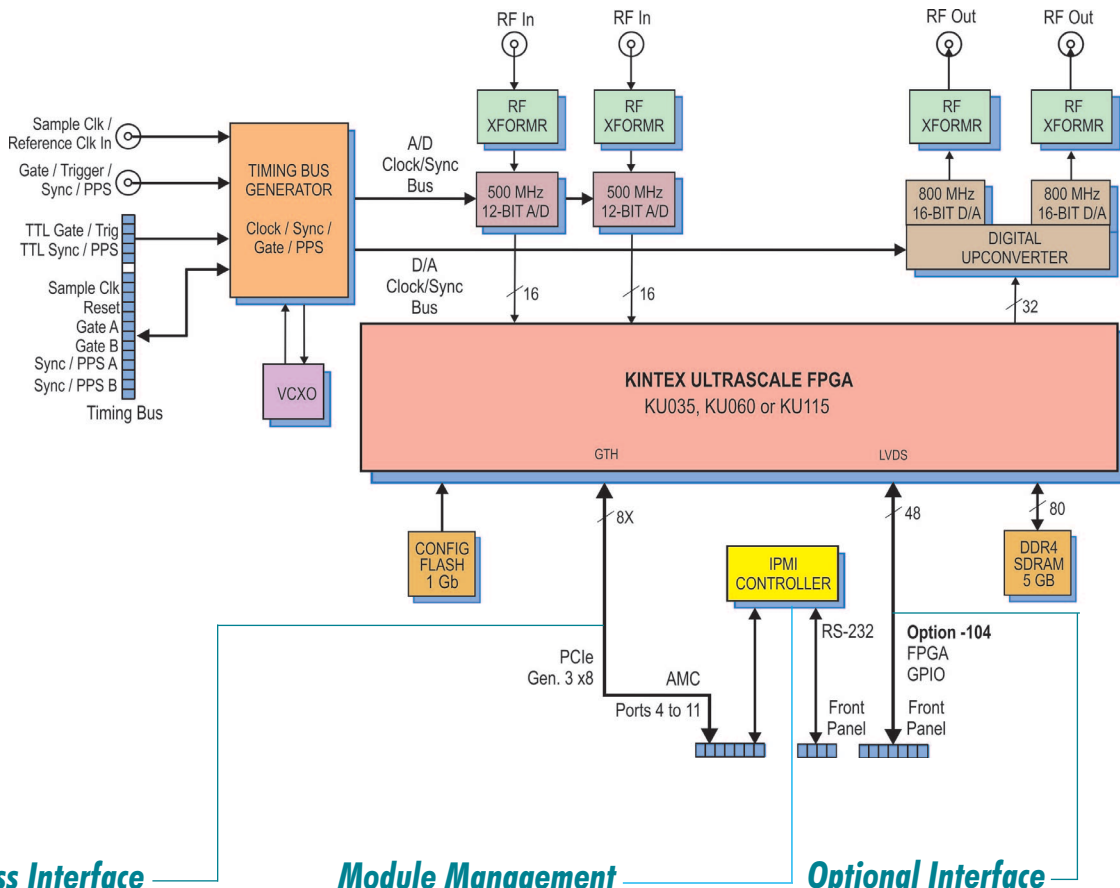 RF In
RF In
RF Out
RF Out
RF
XFORMR
RF
XFORMR
RF
XFORMR
RF
XFORMR
Sample Clk /
Reference Clk In
Gate / Trigger /
Sync / PPS
TTL Gate / Trig
TTL Sync / PPS
Sample Clk
Reset
Gate A
Gate B
Sync / PPS A
Sync / PPS B
Timing Bus
TIMING BUS
GENERATOR
Clock / Sync /
Gate / PPS
VCXO
A/D
Clock/Sync
Bus
D/A
Clock/Sync
Bus
500 MHz
12-BIT A/D
500 MHz
12-BIT A/D
16
16
800 MHz
16-BIT D/A
800 MHz
16-BIT D/A
DIGITAL
UPCONVERTER
32
KINTEX ULTRASCALE FPGA
KU035, KU060 or KU115
GTH
LVDS
CONFIG
FLASH
1 Gb
8X
48
80
IPMI
CONTROLLER
DDR4
SDRAM
5 GB
PCIe
Gen. 3 x8
AMC
Ports 4 to 11
RS-232
Front
Panel
Option -104
FPGA
GPIO
Front
Panel
ss Interface
Module Management
Optional Interface